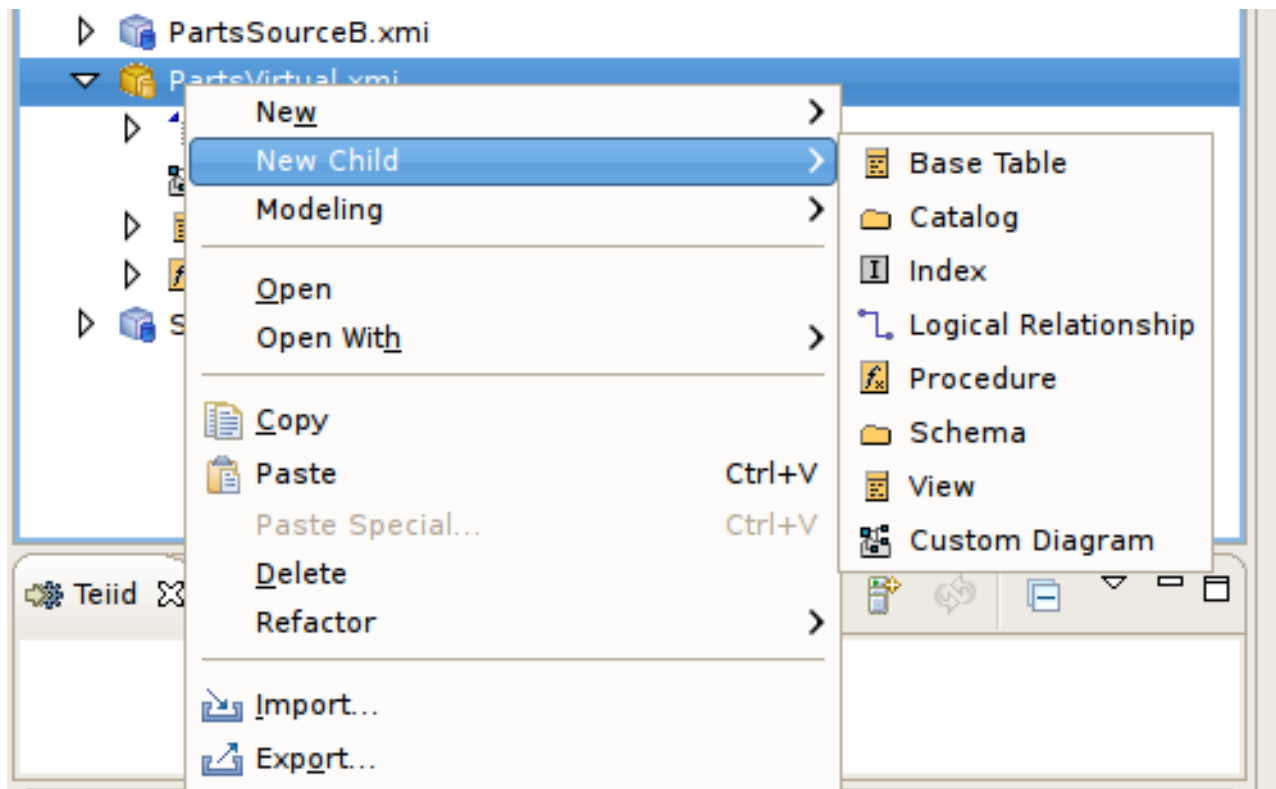 PartsSourceB.xmi
PartsVirtual.xmi
New
New Child
Modeling
Open
Open With
Copy
Paste Ctrl+V
Paste Special... Ctrl+V
Delete
Refactor
Import...
Export...
Base Table
Catalog
Index
Logical Relationship
Procedure
Schema
View
Custom Diagram
S
Teiid